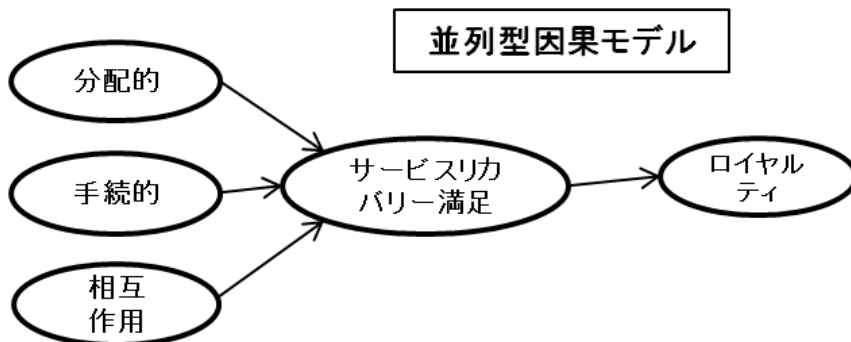 並列型因果モデル
分配的
手続的
相互
作用
サービスリカ
バリー満足
ロイヤル
ティ